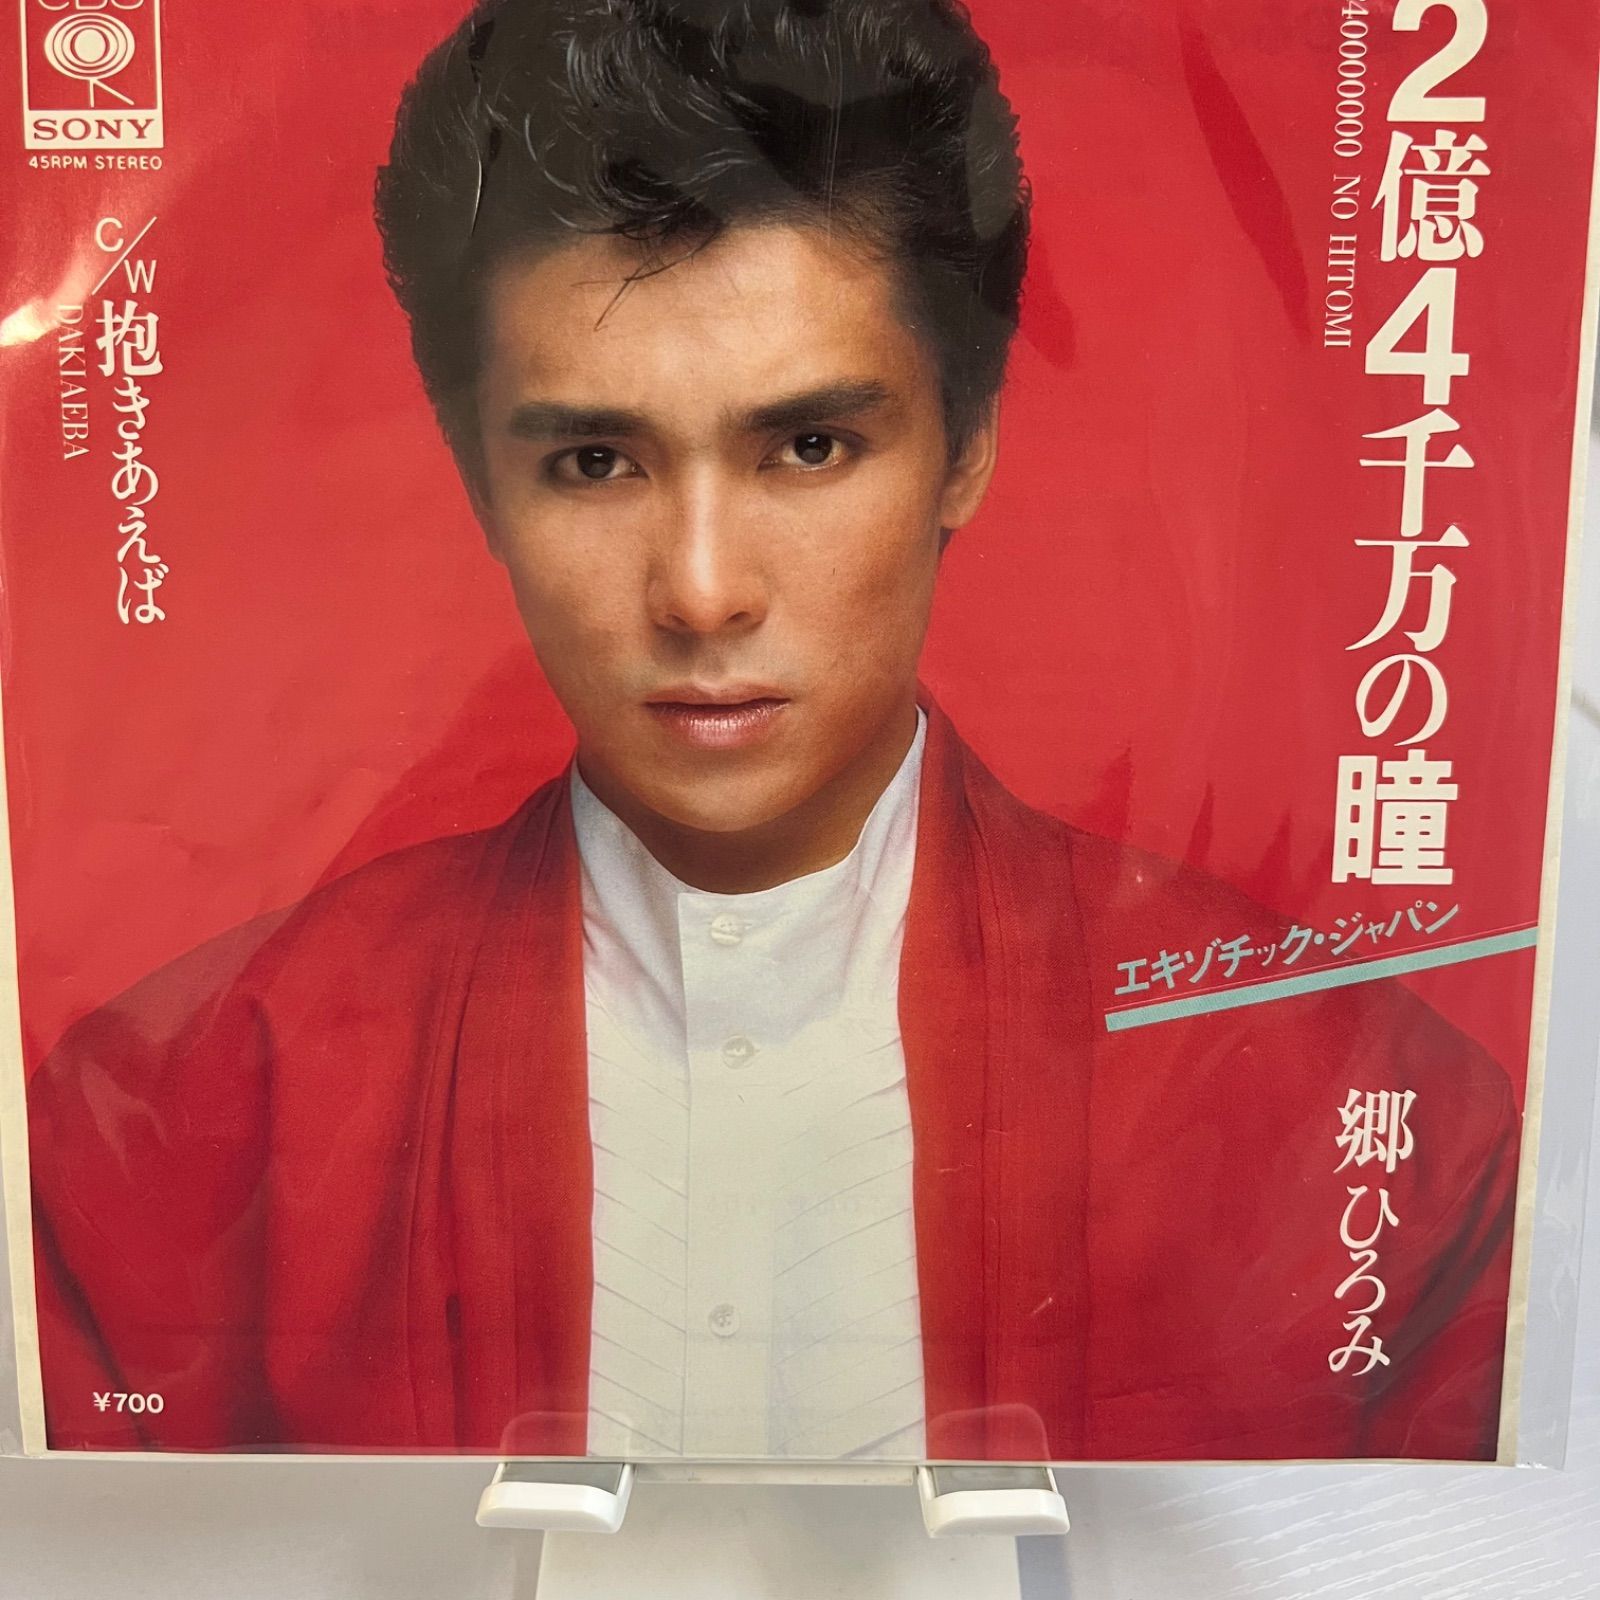 CBS
SONY
45RPM STEREO
2億4千万の瞳
40000000 NO HITOMI
エキゾチック・ジャパン
郷ひろみ
C/W 抱きあえば
DAKIAEBA
¥700